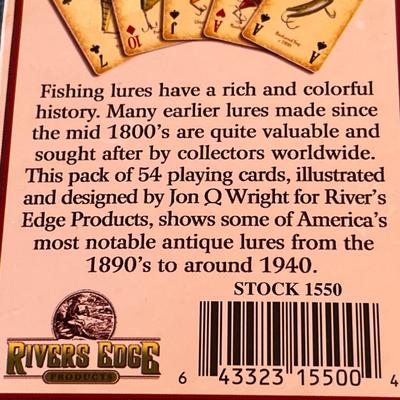 10
A
A
Fishing lures have a rich and colorful
history. Many earlier lures made since
the mid 1800's are quite valuable and
sought after by collectors worldwide.
This pack of 54 playing cards, illustrated
and designed by Jon Q Wright for River's
Edge Products, shows some of America's
most notable antique lures from the
1890's to around 1940.
STOCK 1550
RIVERS EDGE
PRODUCTS
6 43323 15500 4